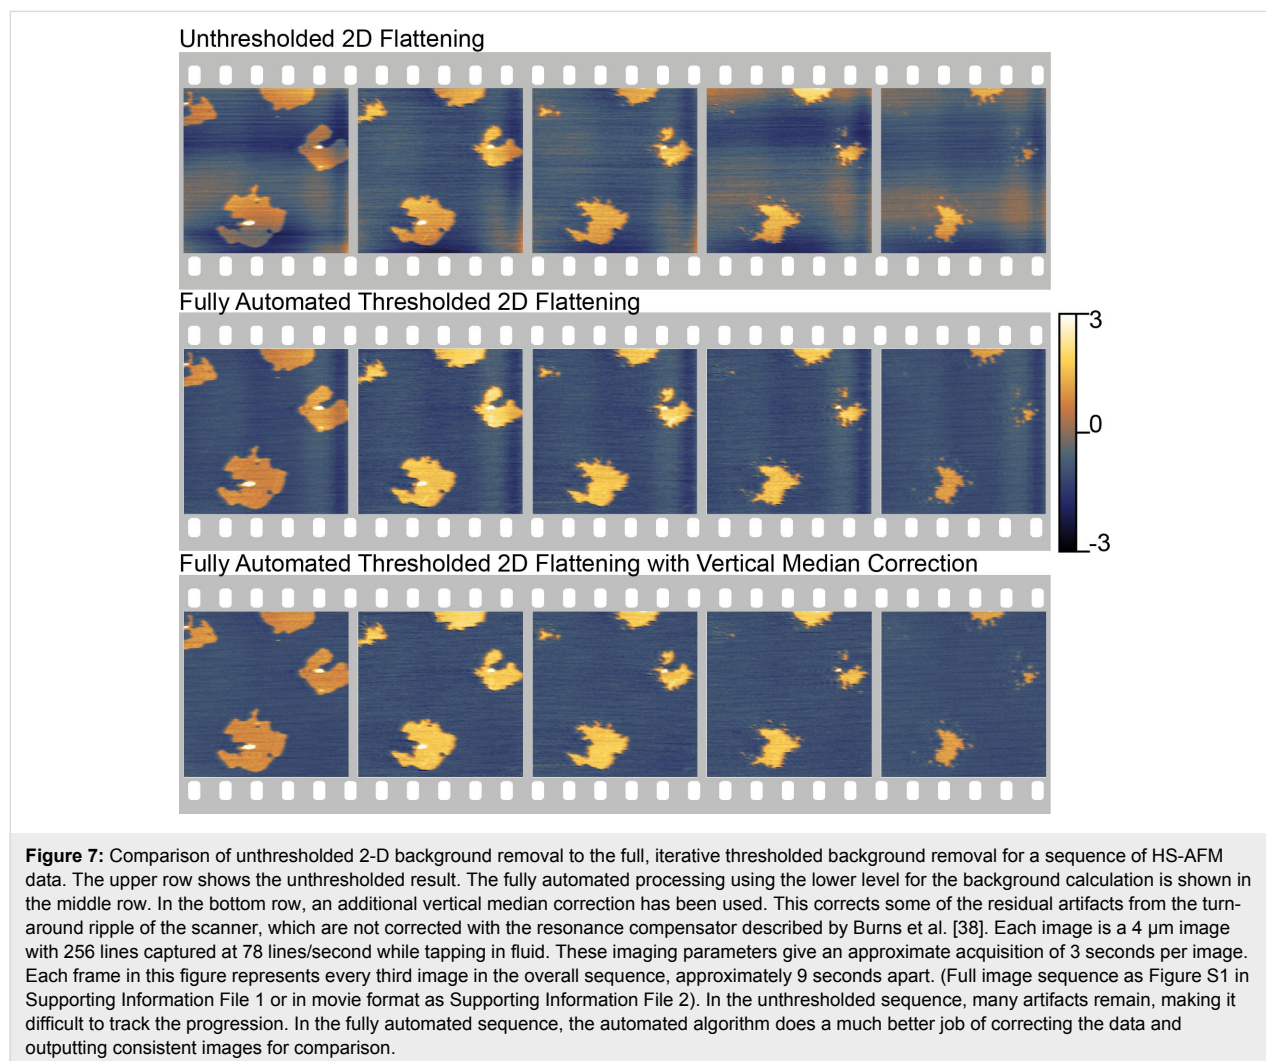 Unthresholded 2D Flattening
Fully Automated Thresholded 2D Flattening
3
0
-3
Fully Automated Thresholded 2D Flattening with Vertical Median Correction
Figure 7: Comparison of unthresholded 2-D background removal to the full, iterative thresholded background removal for a sequence of HS-AFM
data. The upper row shows the unthresholded result. The fully automated processing using the lower level for the background calculation is shown in
the middle row. In the bottom row, an additional vertical median correction has been used. This corrects some of the residual artifacts from the turn-
around ripple of the scanner, which are not corrected with the resonance compensator described by Burns et al. [38]. Each image is a 4 µm image
with 256 lines captured at 78 lines/second while tapping in fluid. These imaging parameters give an approximate acquisition of 3 seconds per image.
Each frame in this figure represents every third image in the overall sequence, approximately 9 seconds apart. (Full image sequence as Figure S1 in
Supporting Information File 1 or in movie format as Supporting Information File 2). In the unthresholded sequence, many artifacts remain, making it
difficult to track the progression. In the fully automated sequence, the automated algorithm does a much better job of correcting the data and
outputting consistent images for comparison.